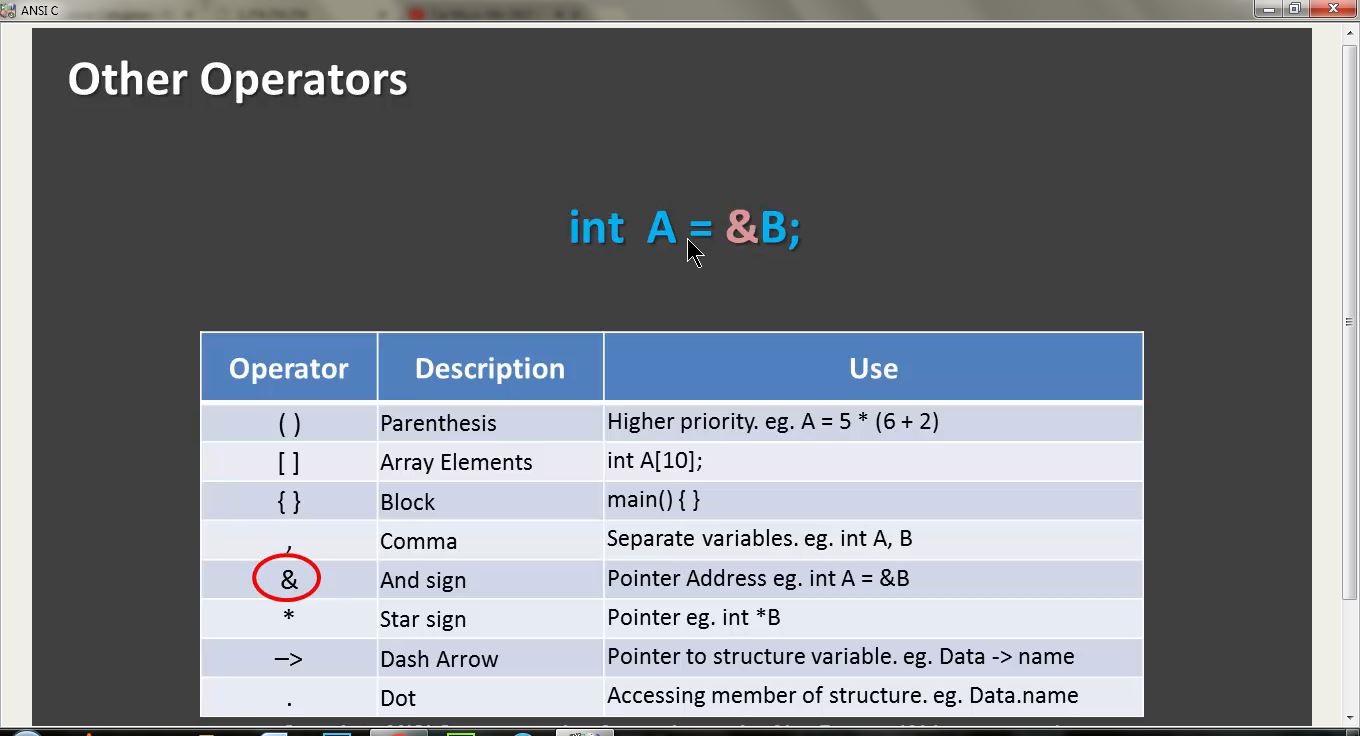 ANSI C
Other Operators
int A = &B;
Operator Description Use
( ) Parenthesis Higher priority. eg. A = 5 * (6 + 2)
[ ] Array Elements int A[10];
{ } Block main() { }
, Comma Separate variables. eg. int A, B
& And sign Pointer Address eg. int A = &B
* Star sign Pointer eg. int *B
–> Dash Arrow Pointer to structure variable. eg. Data -> name
. Dot Accessing member of structure. eg. Data.name